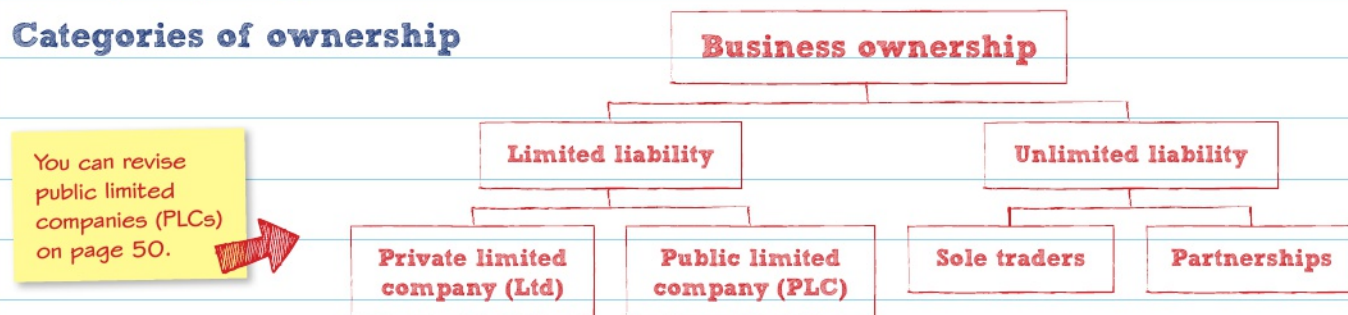 Categories of ownership
Business ownership
You can revise
public limited
companies (PLCs)
on page 50.
Limited liability
Unlimited liability
Private limited
company (Ltd)
Public limited
company (PLC)
Sole traders
Partnerships